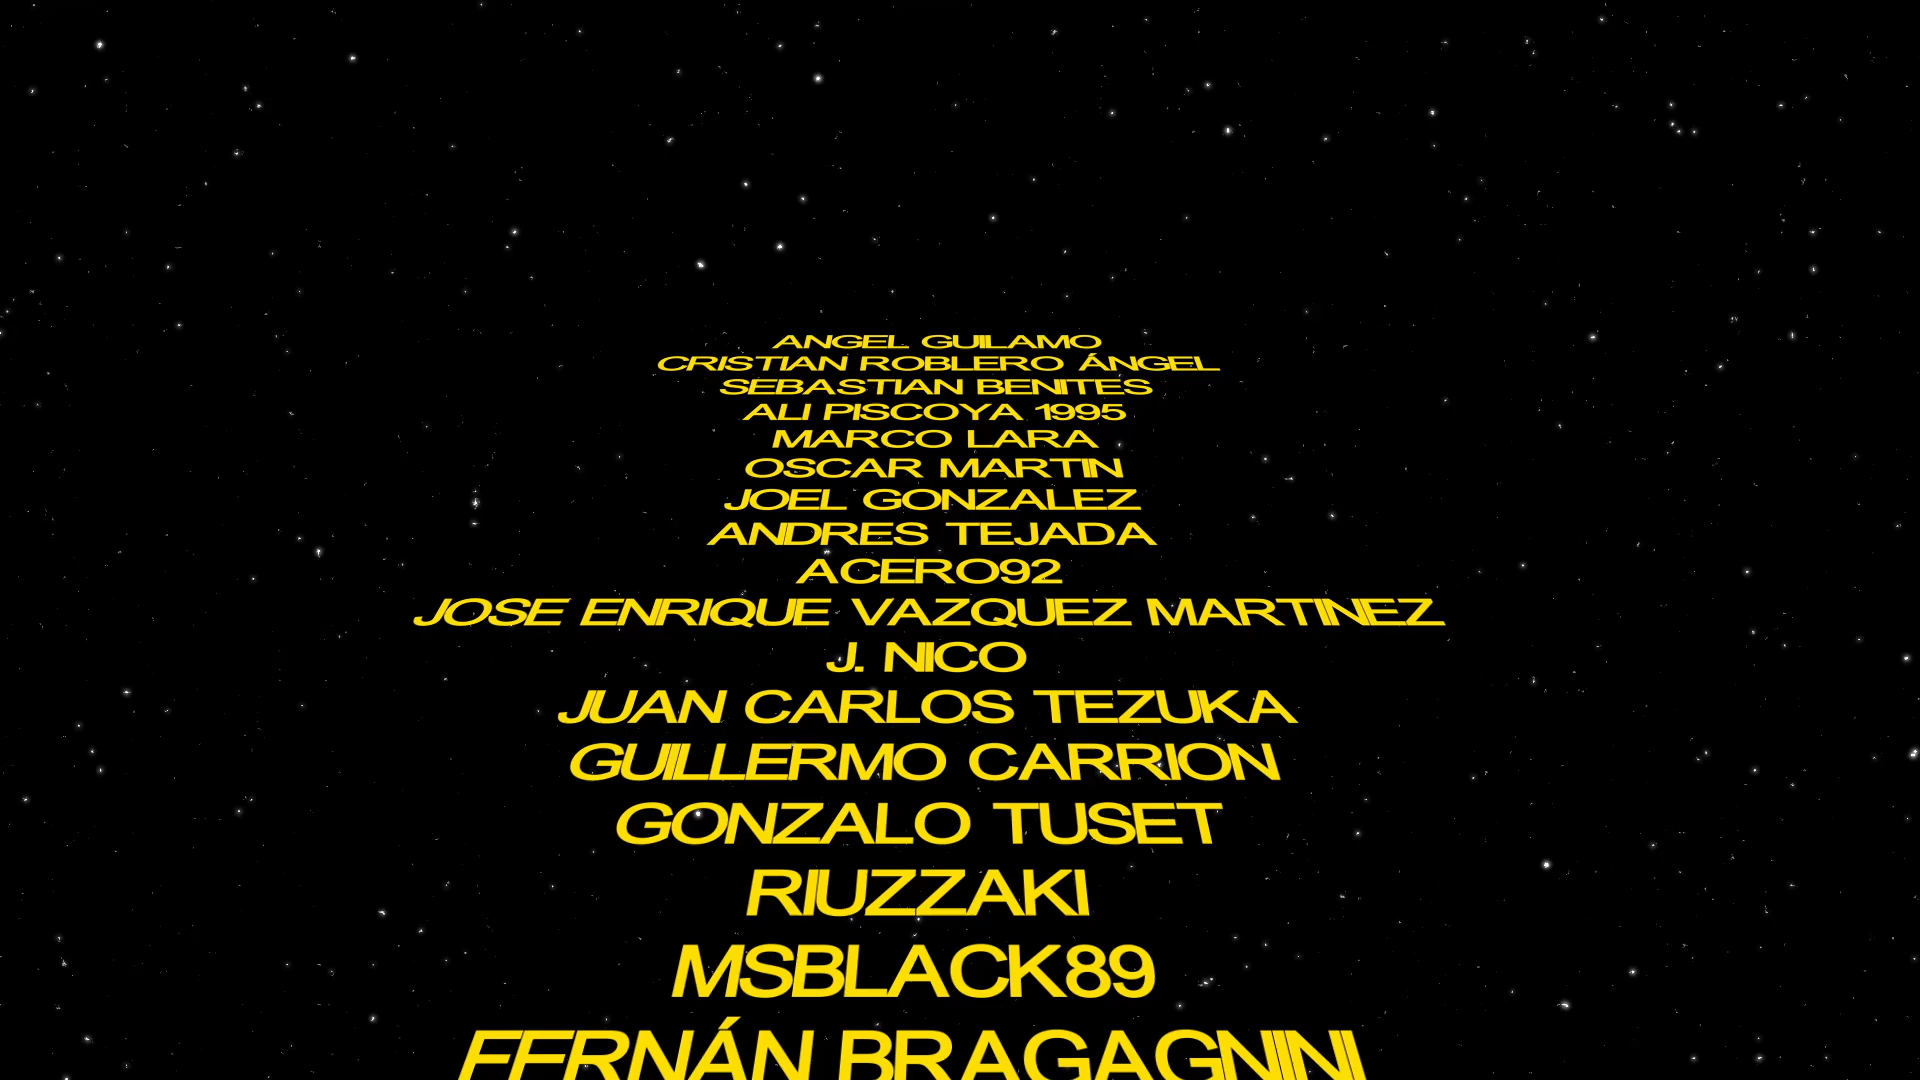 ANGEL GUILAMO
CRISTIAN ROBLERO ÁNGEL
SEBASTIAN BENITES
ALI PISCOYA 1995
MARCO LARA
OSCAR MARTIN
JOEL GONZALEZ
ANDRES TEJADA
ACERO92
JOSE ENRIQUE VAZQUEZ MARTINEZ
J. NICO
JUAN CARLOS TEZUKA
GUILLERMO CARRION
GONZALO TUSET
RIUZZAKI
MSBLACK89
FERNÁN BRAGAGNINI